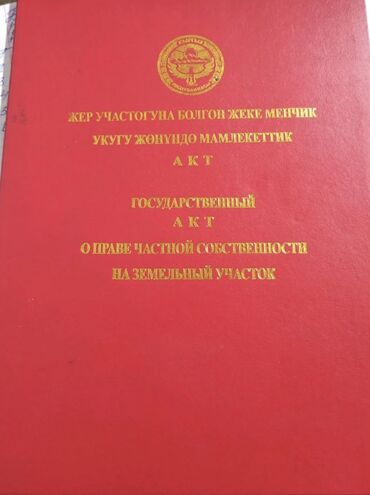 ЖЕР УЧАСТОГУНА БОЛГОН ЖЕКЕ МЕНЧИК
УКУГУ ЖӨНҮНДӨ МАМЛЕКЕТТИК
АКТ
ГОСУДАРСТВЕННЫЙ
АКТ
О ПРАВЕ ЧАСТНОЙ СОБСТВЕННОСТИ
НА ЗЕМЕЛЬНЫЙ УЧАСТОК